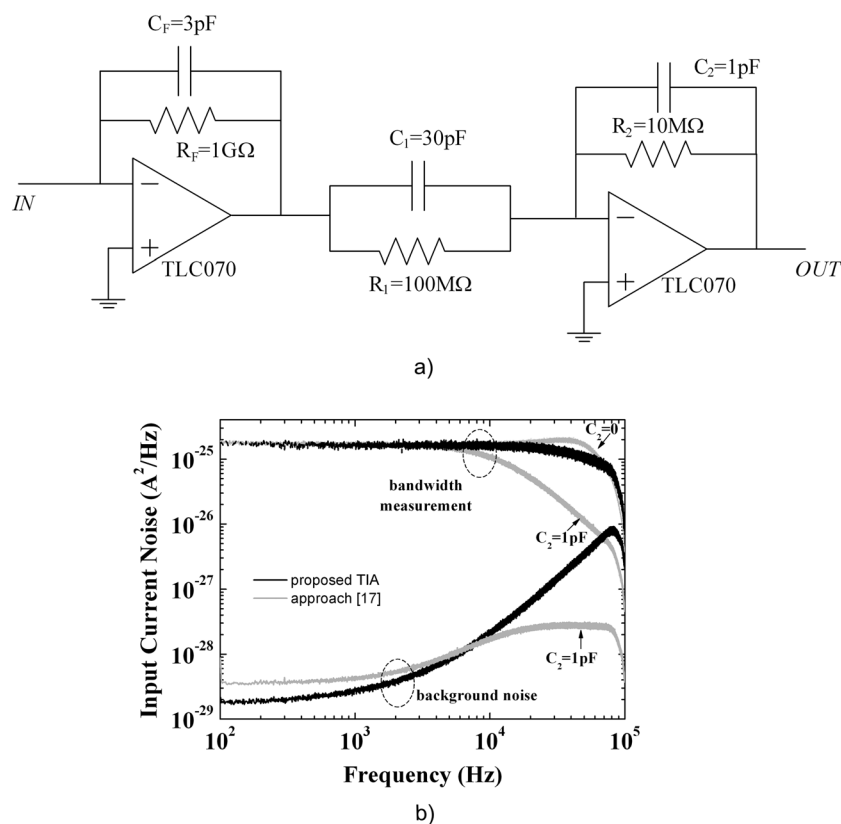 C_F=3pF
R_F=1GΩ
IN
TLC070
C_1=30pF
R_1=100MΩ
C_2=1pF
R_2=10MΩ
TLC070
OUT
a)
Input Current Noise (A^2/Hz)
10^-25
10^-26
10^-27
10^-28
10^-29
C_2=0
bandwidth
measurement
C_2=1pF
proposed TIA
approach [17]
C_2=1pF
background noise
10^2
10^3
10^4
10^5
Frequency (Hz)
b)